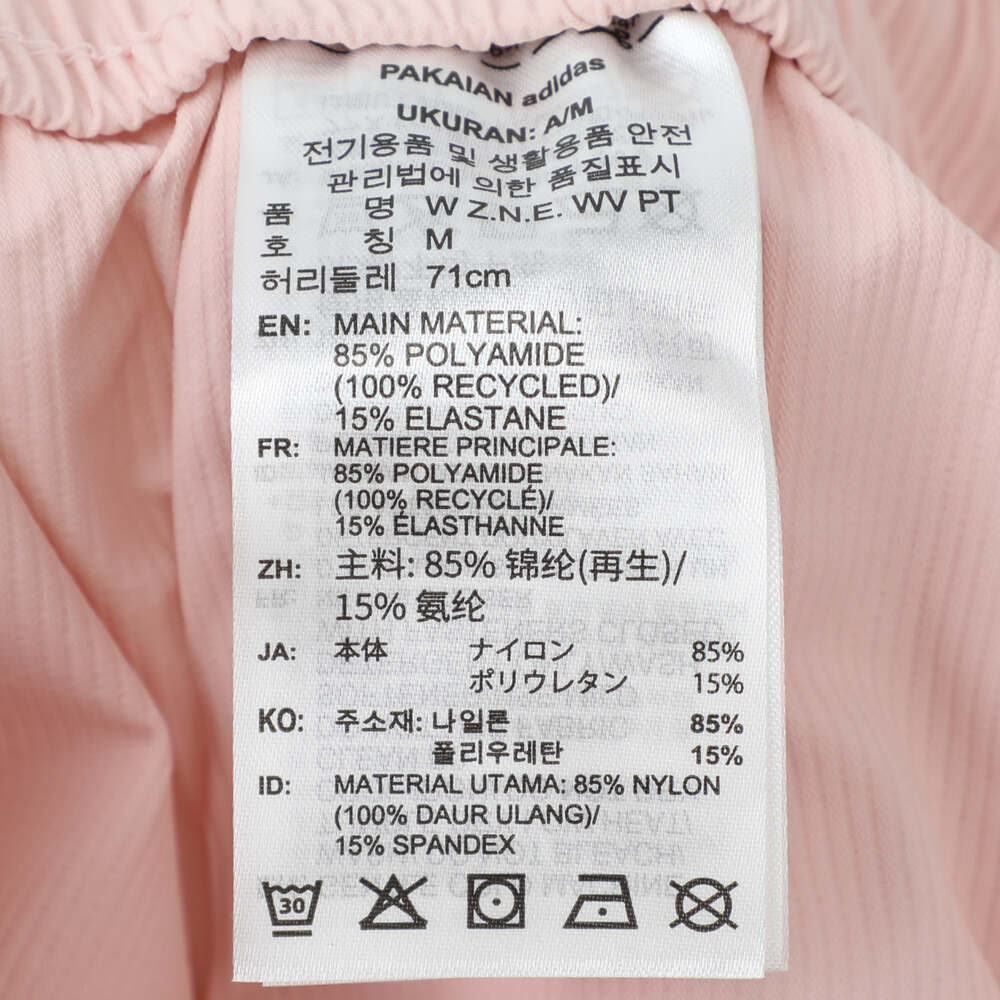 PAKAIAN adidas
UKURAN: A/M
전기용품 및 생활용품 안전
관리법에 의한 품질표시
품 명 W Z.N.E. WV PT
호 칭 M
허리둘레 71cm
EN: MAIN MATERIAL:
85% POLYAMIDE
(100% RECYCLED)/
15% ELASTANE
FR: MATIERE PRINCIPALE:
85% POLYAMIDE
(100% RECYCLÉ)/
15% ÉLASTHANNE
ZH: 主料: 85% 锦纶(再生)/
15% 氨纶
JA: 本体 ナイロン 85%
ポリウレタン 15%
KO: 주소재: 나일론 85%
폴리우레탄 15%
ID: MATERIAL UTAMA: 85% NYLON
(100% DAUR ULANG)/
15% SPANDEX
30